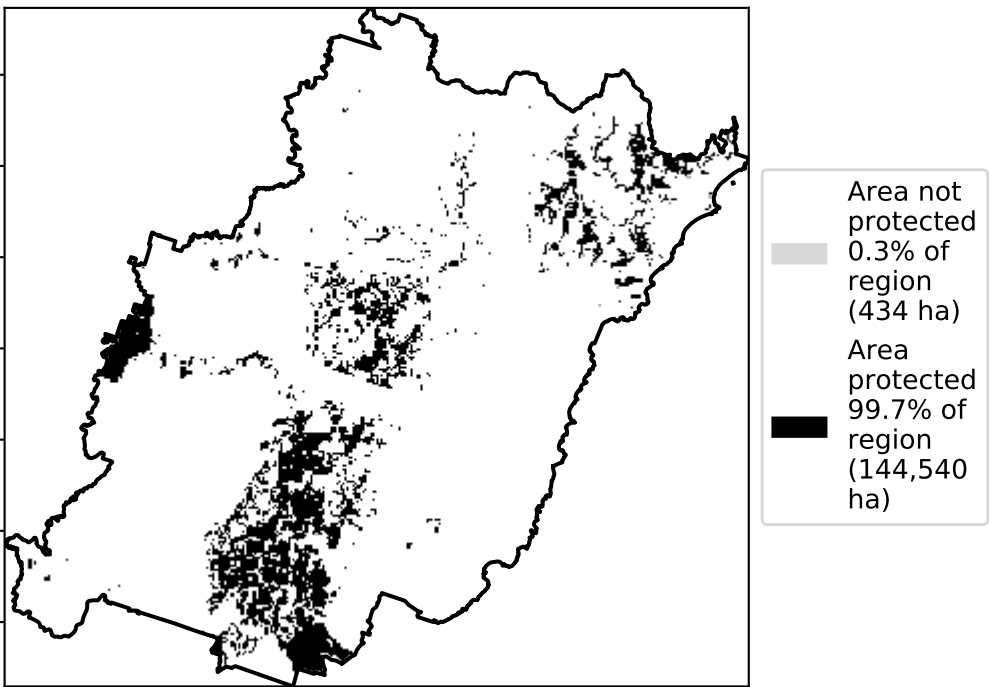 Area not
protected
0.3% of
region
(434 ha)
Area
protected
99.7% of
region
(144,540
ha)